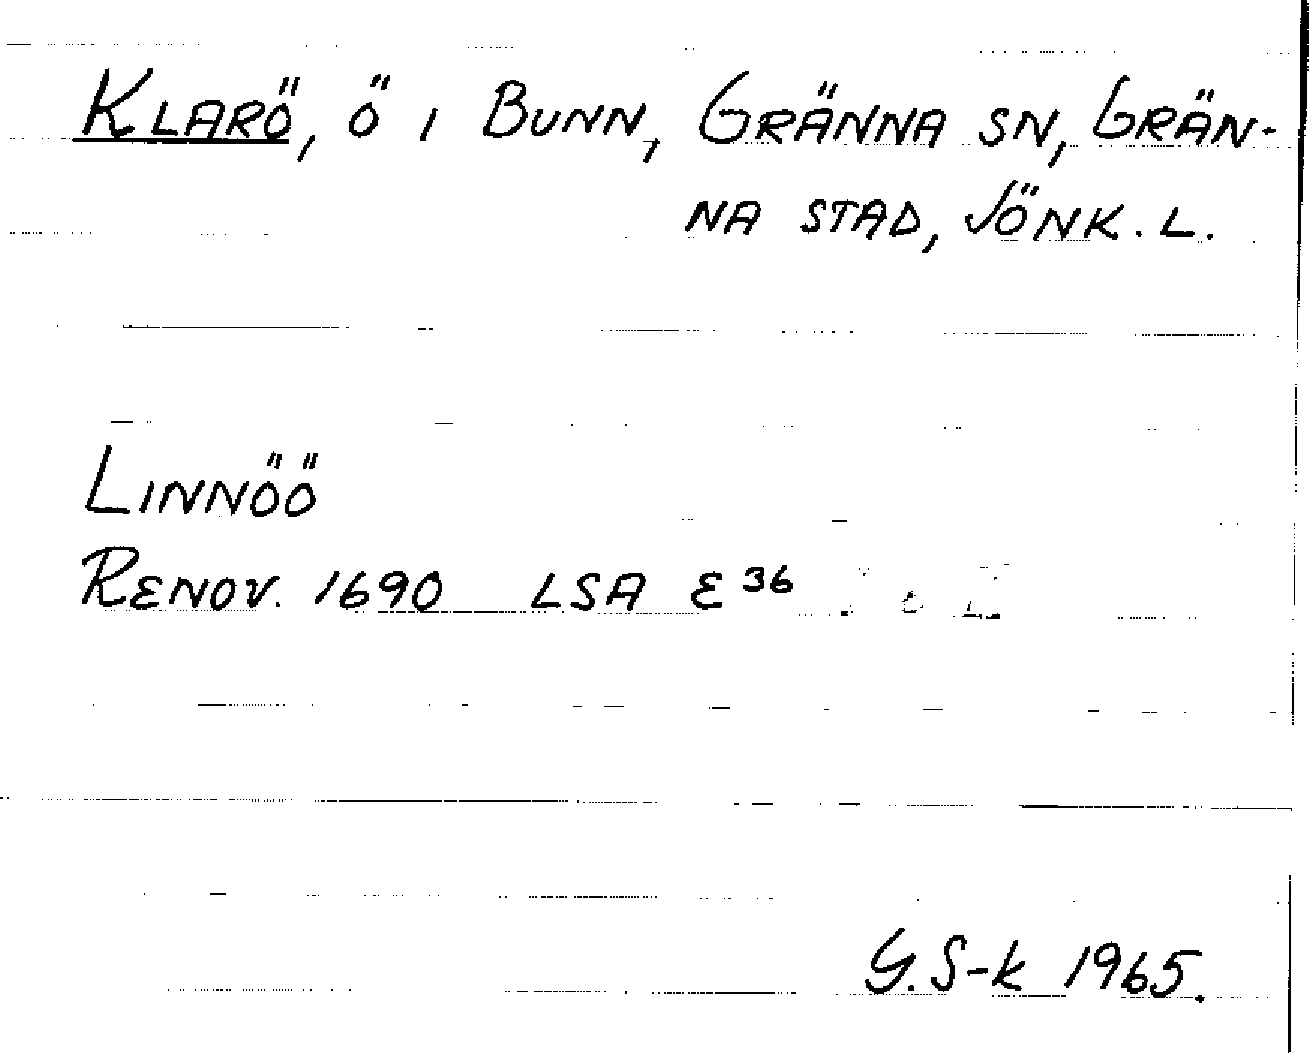 KLARÖ, Ö I BUNN, GRÄNNA SN, GRÄN-
NA STAD, JÖNK. L.
LINNÖÖ
RENOV. 1690 LSA E 36
G. S-k 1965.